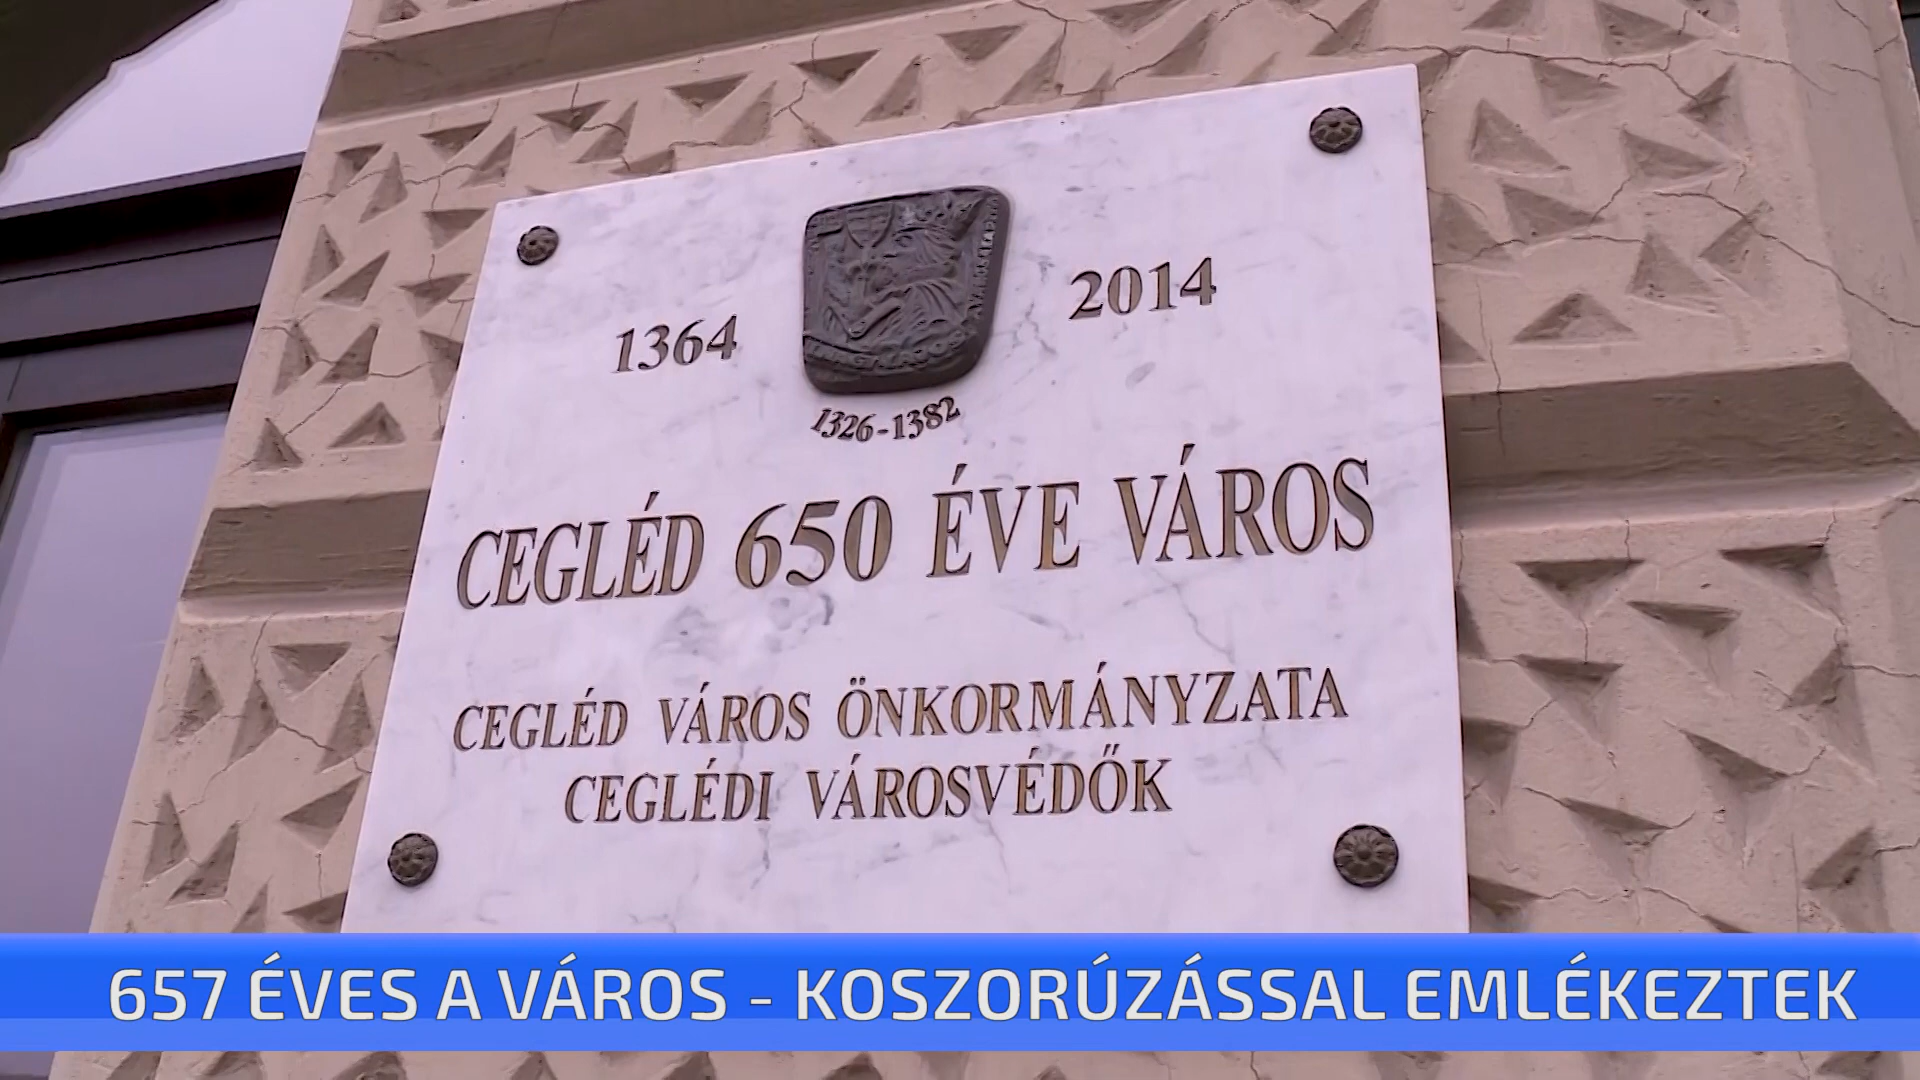 1364
2014
1326-1382
CEGLÉD 650 ÉVE VÁROS
CEGLÉD VÁROS ÖNKORMÁNYZATA
CEGLÉDI VÁROSVÉDŐK
657 ÉVES A VÁROS - KOSZORÚZÁSSAL EMLÉKEZTEK